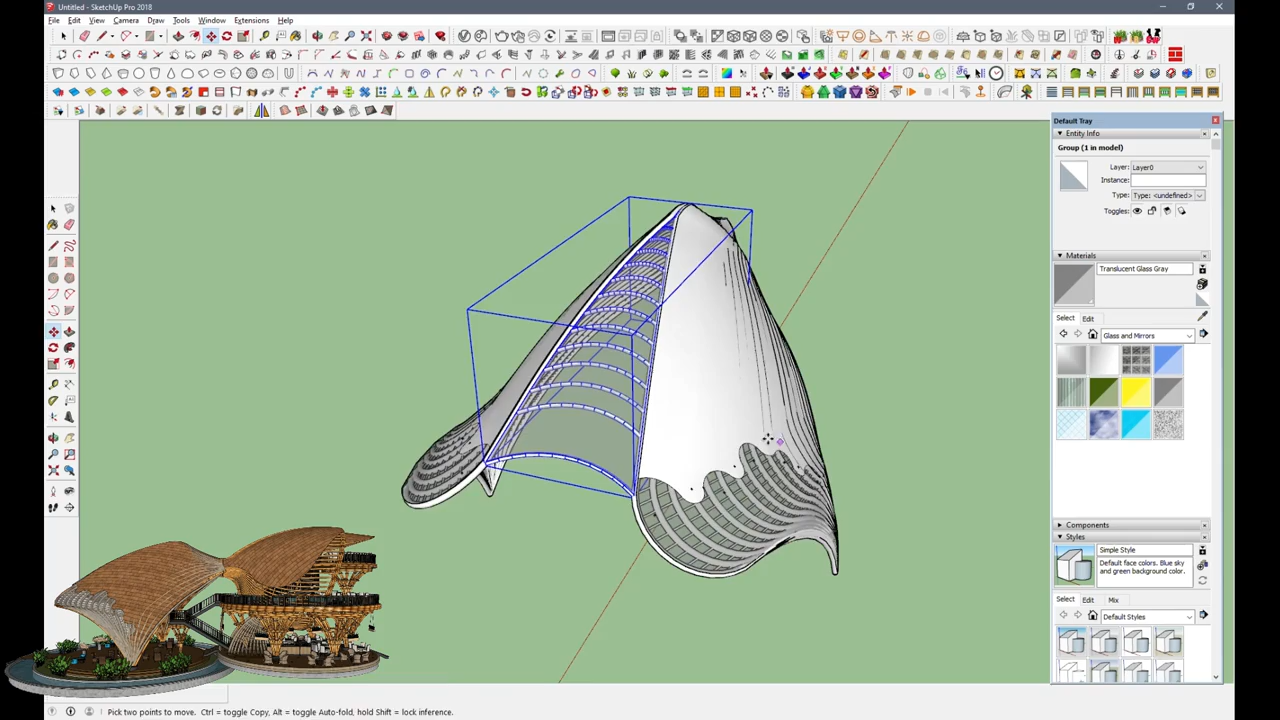 Untitled - SketchUp Pro 2018
File Edit View Camera Draw Tools Window Extensions Help
Default Tray
Entity Info
Group (1 in model)
Layer: Layer0
Instance:
Type: Type: <undefined>
Toggles:
Materials
Translucent Glass Gray
Select Edit
Glass and Mirrors
Components
Styles
Simple Style
Default face colors. Blue sky
and green background color.
Select Edit Mix
Default Styles
Pick two points to move. Ctrl = toggle Copy, Alt = toggle Auto-fold, hold Shift = lock inference.